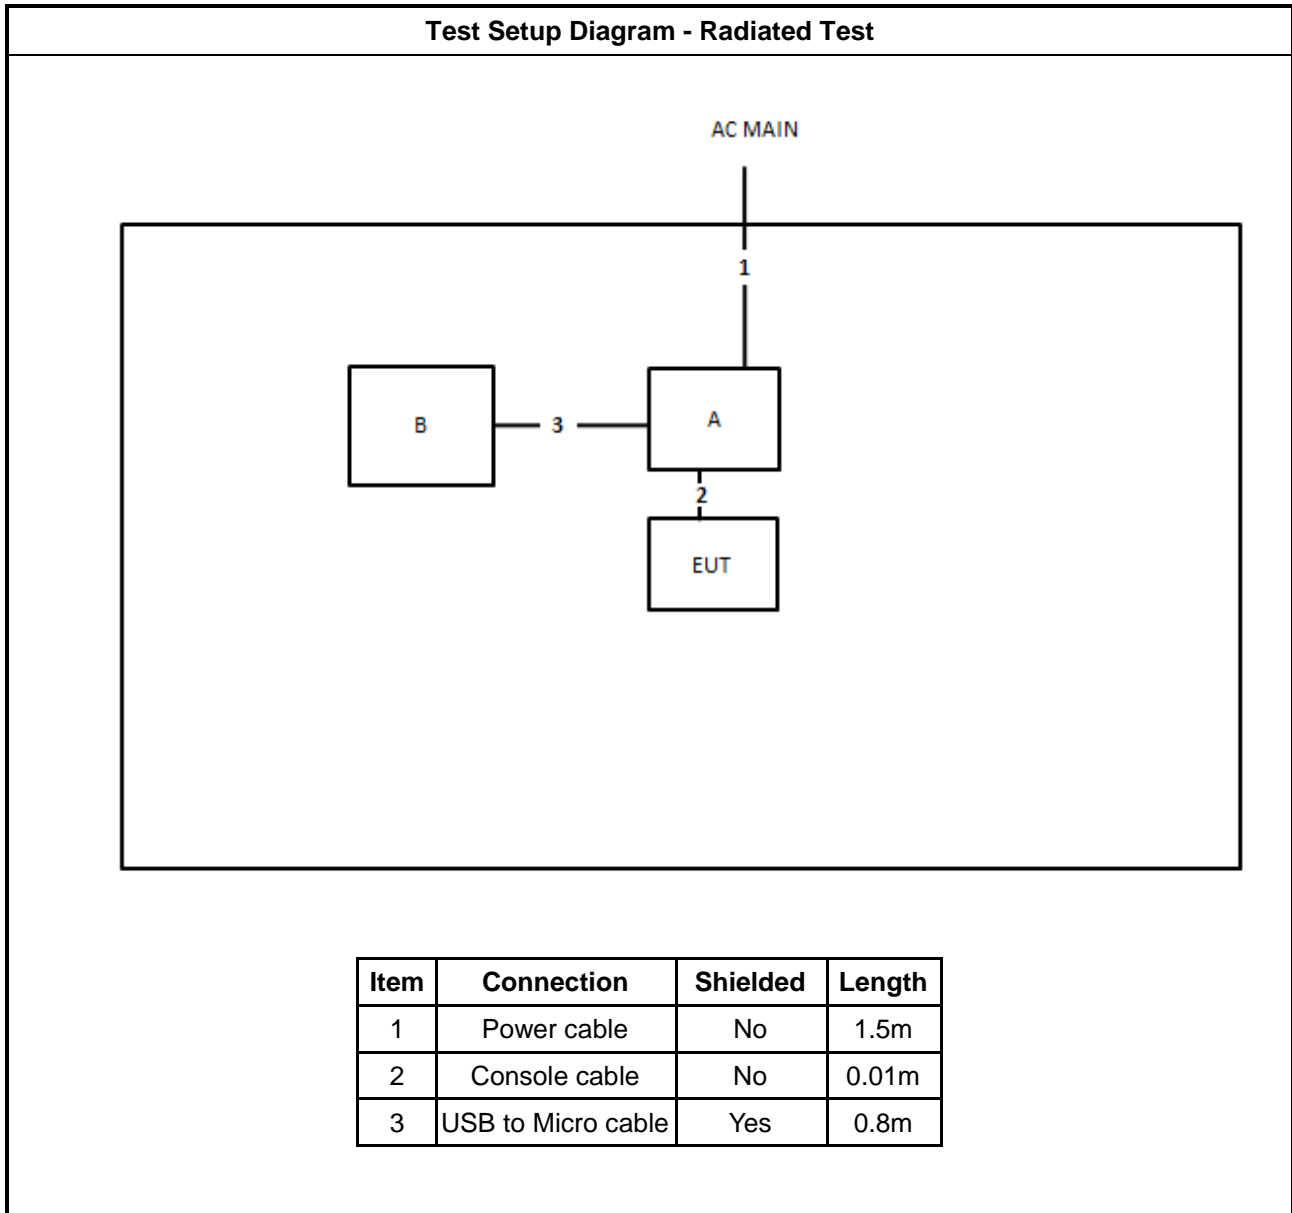 Test Setup Diagram - Radiated Test
AC MAIN
1
B
3
A
2
EUT
Item Connection Shielded Length
1 Power cable No 1.5m
2 Console cable No 0.01m
3 USB to Micro cable Yes 0.8m